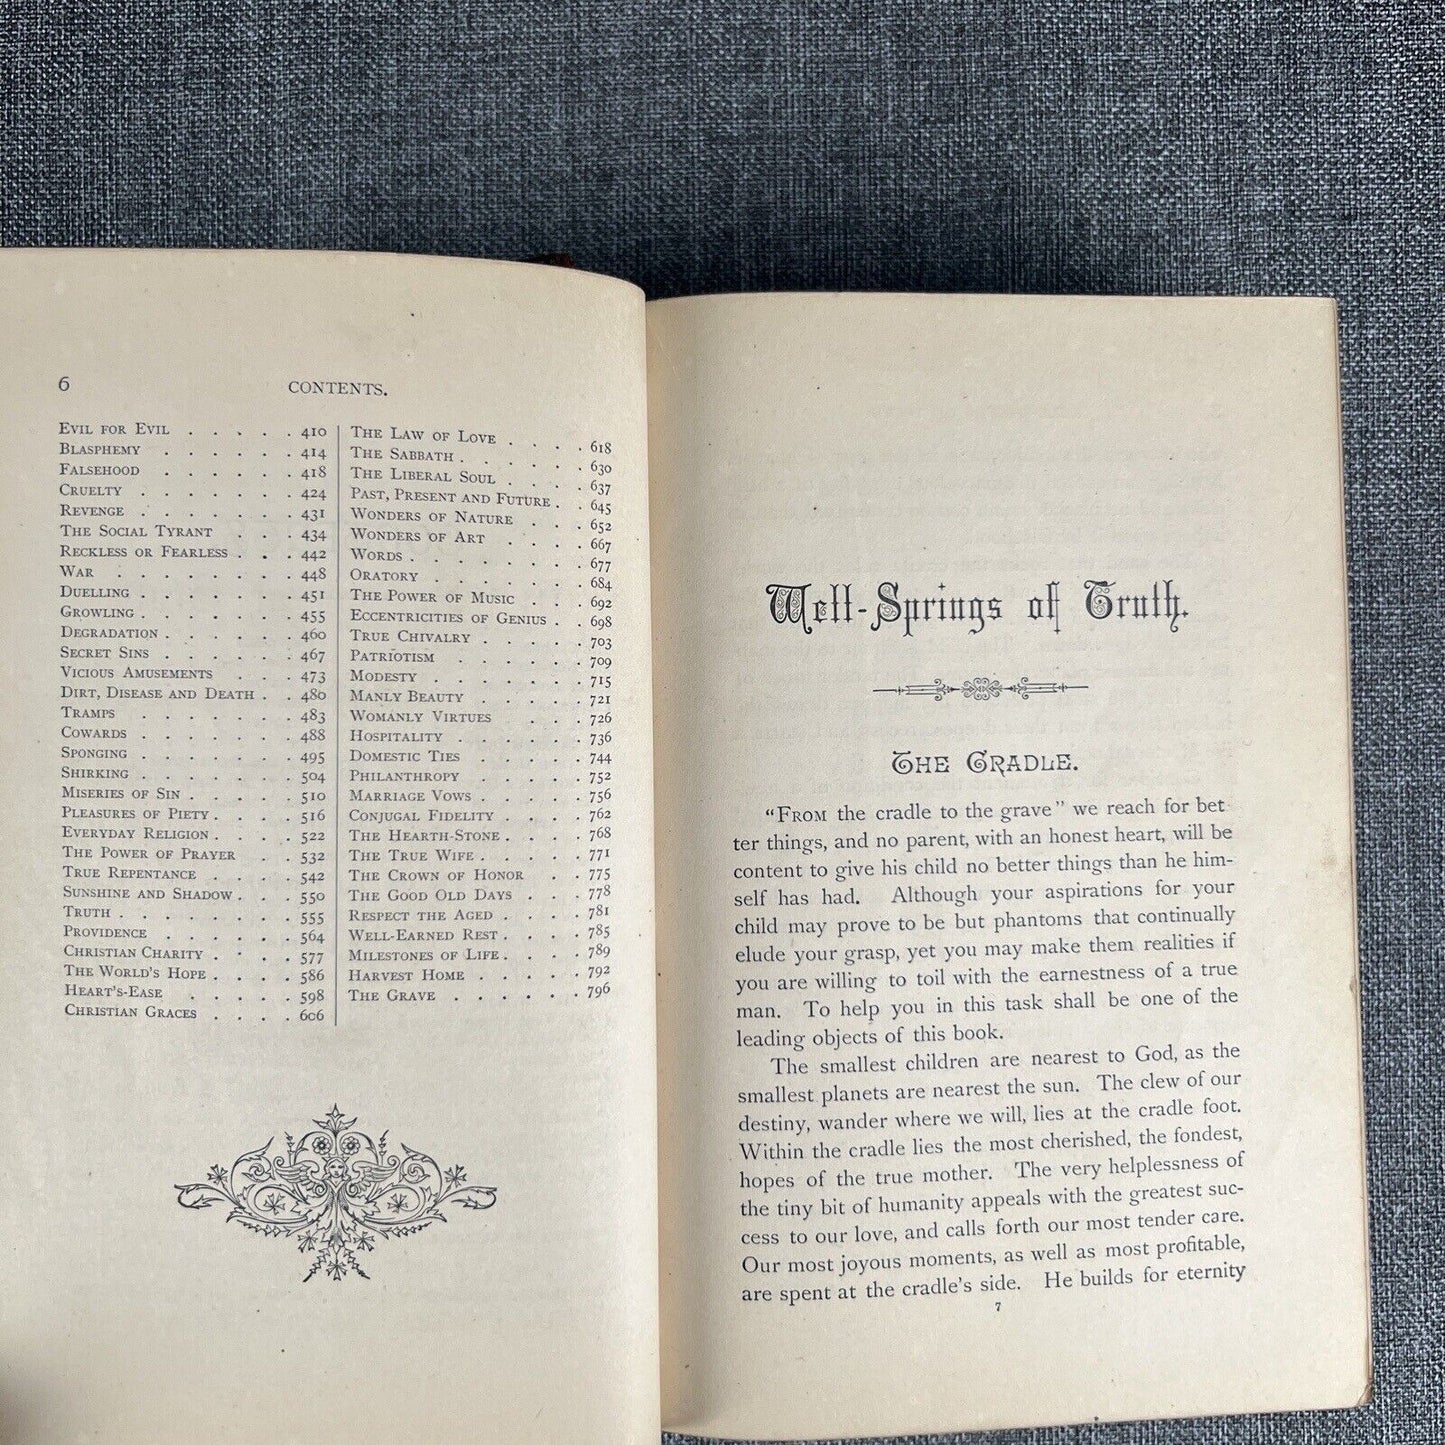 6
CONTENTS.
EVIL FOR EVIL . . . . . 410
BLASPHEMY . . . . . . 414
FALSEHOOD . . . . . . 418
CRUELTY . . . . . . . 424
REVENGE . . . . . . . 431
THE SOCIAL TYRANT . . . 434
RECKLESS OR FEARLESS . . . 442
WAR . . . . . . . . 448
DUELLING . . . . . . . 451
GROWLING . . . . . . . 455
DEGRADATION . . . . . . 460
SECRET SINS . . . . . . 467
VICIOUS AMUSEMENTS . . . 473
DIRT, DISEASE AND DEATH . . 480
TRAMPS . . . . . . . 483
COWARDS . . . . . . . 488
SPONGING . . . . . . . 495
SHIRKING . . . . . . . 504
MISERIES OF SIN . . . . . 510
PLEASURES OF PIETY . . . . 516
EVERYDAY RELIGION . . . . 522
THE POWER OF PRAYER . . 532
TRUE REPENTANCE . . . . 542
SUNSHINE AND SHADOW . . . 550
TRUTH . . . . . . . . 555
PROVIDENCE . . . . . . 564
CHRISTIAN CHARITY . . . . 577
THE WORLD'S HOPE . . . . 586
HEART'S-EASE . . . . . 598
CHRISTIAN GRACES . . . . 606
THE LAW OF LOVE . . . . 618
THE SABBATH . . . . . . 630
THE LIBERAL SOUL . . . . 637
PAST, PRESENT AND FUTURE . . 645
WONDERS OF NATURE . . . 652
WONDERS OF ART . . . . 667
WORDS . . . . . . . . 677
ORATORY . . . . . . . 684
THE POWER OF MUSIC . . . 692
ECCENTRICITIES OF GENIUS . . 698
TRUE CHIVALRY . . . . . 703
PATRIOTISM . . . . . . 709
MODESTY . . . . . . . 715
MANLY BEAUTY . . . . . 721
WOMANLY VIRTUES . . . 726
HOSPITALITY . . . . . . 736
DOMESTIC TIES . . . . . 744
PHILANTHROPY . . . . . 752
MARRIAGE VOWS . . . . . 756
CONJUGAL FIDELITY . . . . 762
THE HEARTH-STONE . . . . 768
THE TRUE WIFE . . . . . 771
THE CROWN OF HONOR . . 775
THE GOOD OLD DAYS . . . 778
RESPECT THE AGED . . . . 781
WELL-EARNED REST . . . . 785
MILESTONES OF LIFE . . . . 789
HARVEST HOME . . . . . 792
THE GRAVE . . . . . . 796
Well-Springs of Truth.
THE CRADLE.
"FROM the cradle to the grave" we reach for bet
ter things, and no parent, with an honest heart, will be
content to give his child no better things than he him-
self has had. Although your aspirations for your
child may prove to be but phantoms that continually
elude your grasp, yet you may make them realities if
you are willing to toil with the earnestness of a true
man. To help you in this task shall be one of the
leading objects of this book.
The smallest children are nearest to God, as the
smallest planets are nearest the sun. The clew of our
destiny, wander where we will, lies at the cradle foot.
Within the cradle lies the most cherished, the fondest,
hopes of the true mother. The very helplessness of
the tiny bit of humanity appeals with the greatest suc-
cess to our love, and calls forth our most tender care.
Our most joyous moments, as well as most profitable,
are spent at the cradle's side. He builds for eternity
7